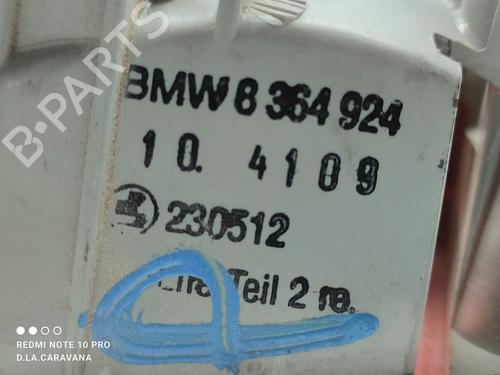 B-PARTS
BMW 8 364 924
10. 4109
230512
Teil 2 re.
REDMI NOTE 10 PRO
D.LA.CARAVANA